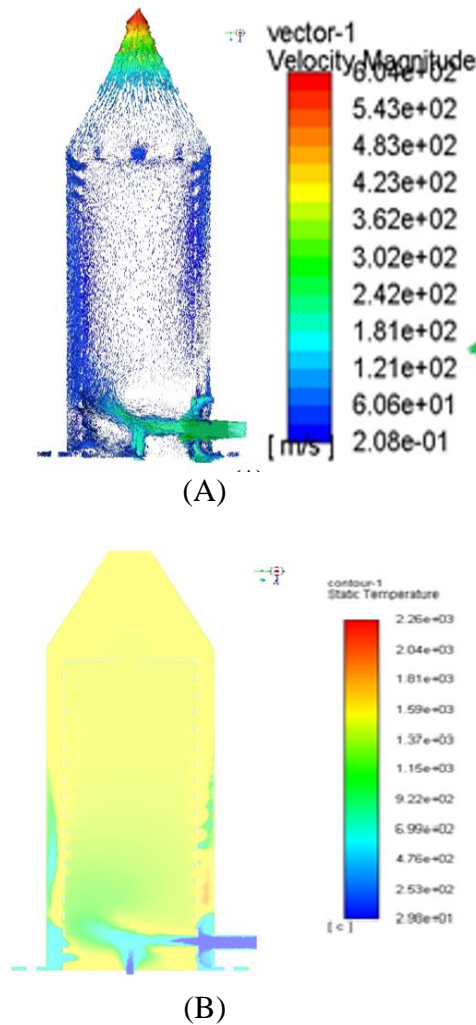 vector-1
Velocity Magnitude
6.04e+02
5.43e+02
4.83e+02
4.23e+02
3.62e+02
3.02e+02
2.42e+02
1.81e+02
1.21e+02
6.06e+01
2.08e-01
[ m/s ]
(A)
contour-1
Static Temperature
2.26e+03
2.04e+03
1.81e+03
1.59e+03
1.37e+03
1.15e+03
9.22e+02
6.99e+02
4.76e+02
2.53e+02
2.98e+01
[ c ]
(B)